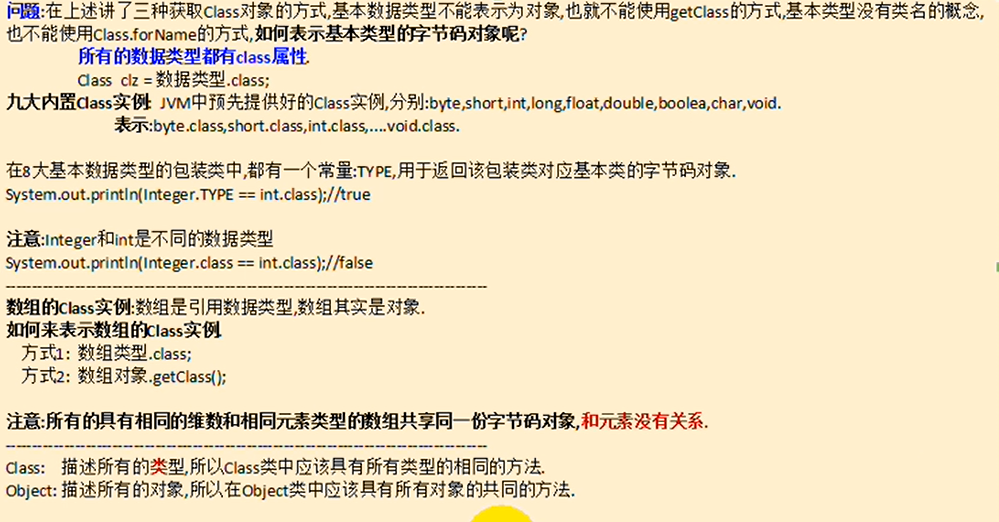 问题:在上述讲了三种获取Class对象的方式,基本数据类型不能表示为对象,也就不能使用getClass的方式,基本类型没有类名的概念,
也不能使用Class.forName的方式,如何表示基本类型的字节码对象呢?
所有的数据类型都有class属性.
Class clz = 数据类型.class;
九大内置Class实例: JVM中预先提供好的Class实例,分别:byte,short,int,long,float,double,boolea,char,void.
表示:byte.class,short.class,int.class,....void.class.
在8大基本数据类型的包装类中,都有一个常量:TYPE,用于返回该包装类对应基本类的字节码对象.
System.out.println(Integer.TYPE == int.class);//true
注意:Integer和int是不同的数据类型
System.out.println(Integer.class == int.class);//false
--------------------------------------------------------------------------------------------
数组的Class实例:数组是引用数据类型,数组其实是对象.
如何来表示数组的Class实例.
方式1: 数组类型.class;
方式2: 数组对象.getClass();
注意:所有的具有相同的维数和相同元素类型的数组共享同一份字节码对象,和元素没有关系.
--------------------------------------------------------------------------------------------
Class: 描述所有的类型,所以Class类中应该具有所有类型的相同的方法.
Object: 描述所有的对象,所以在Object类中应该具有所有对象的共同的方法.